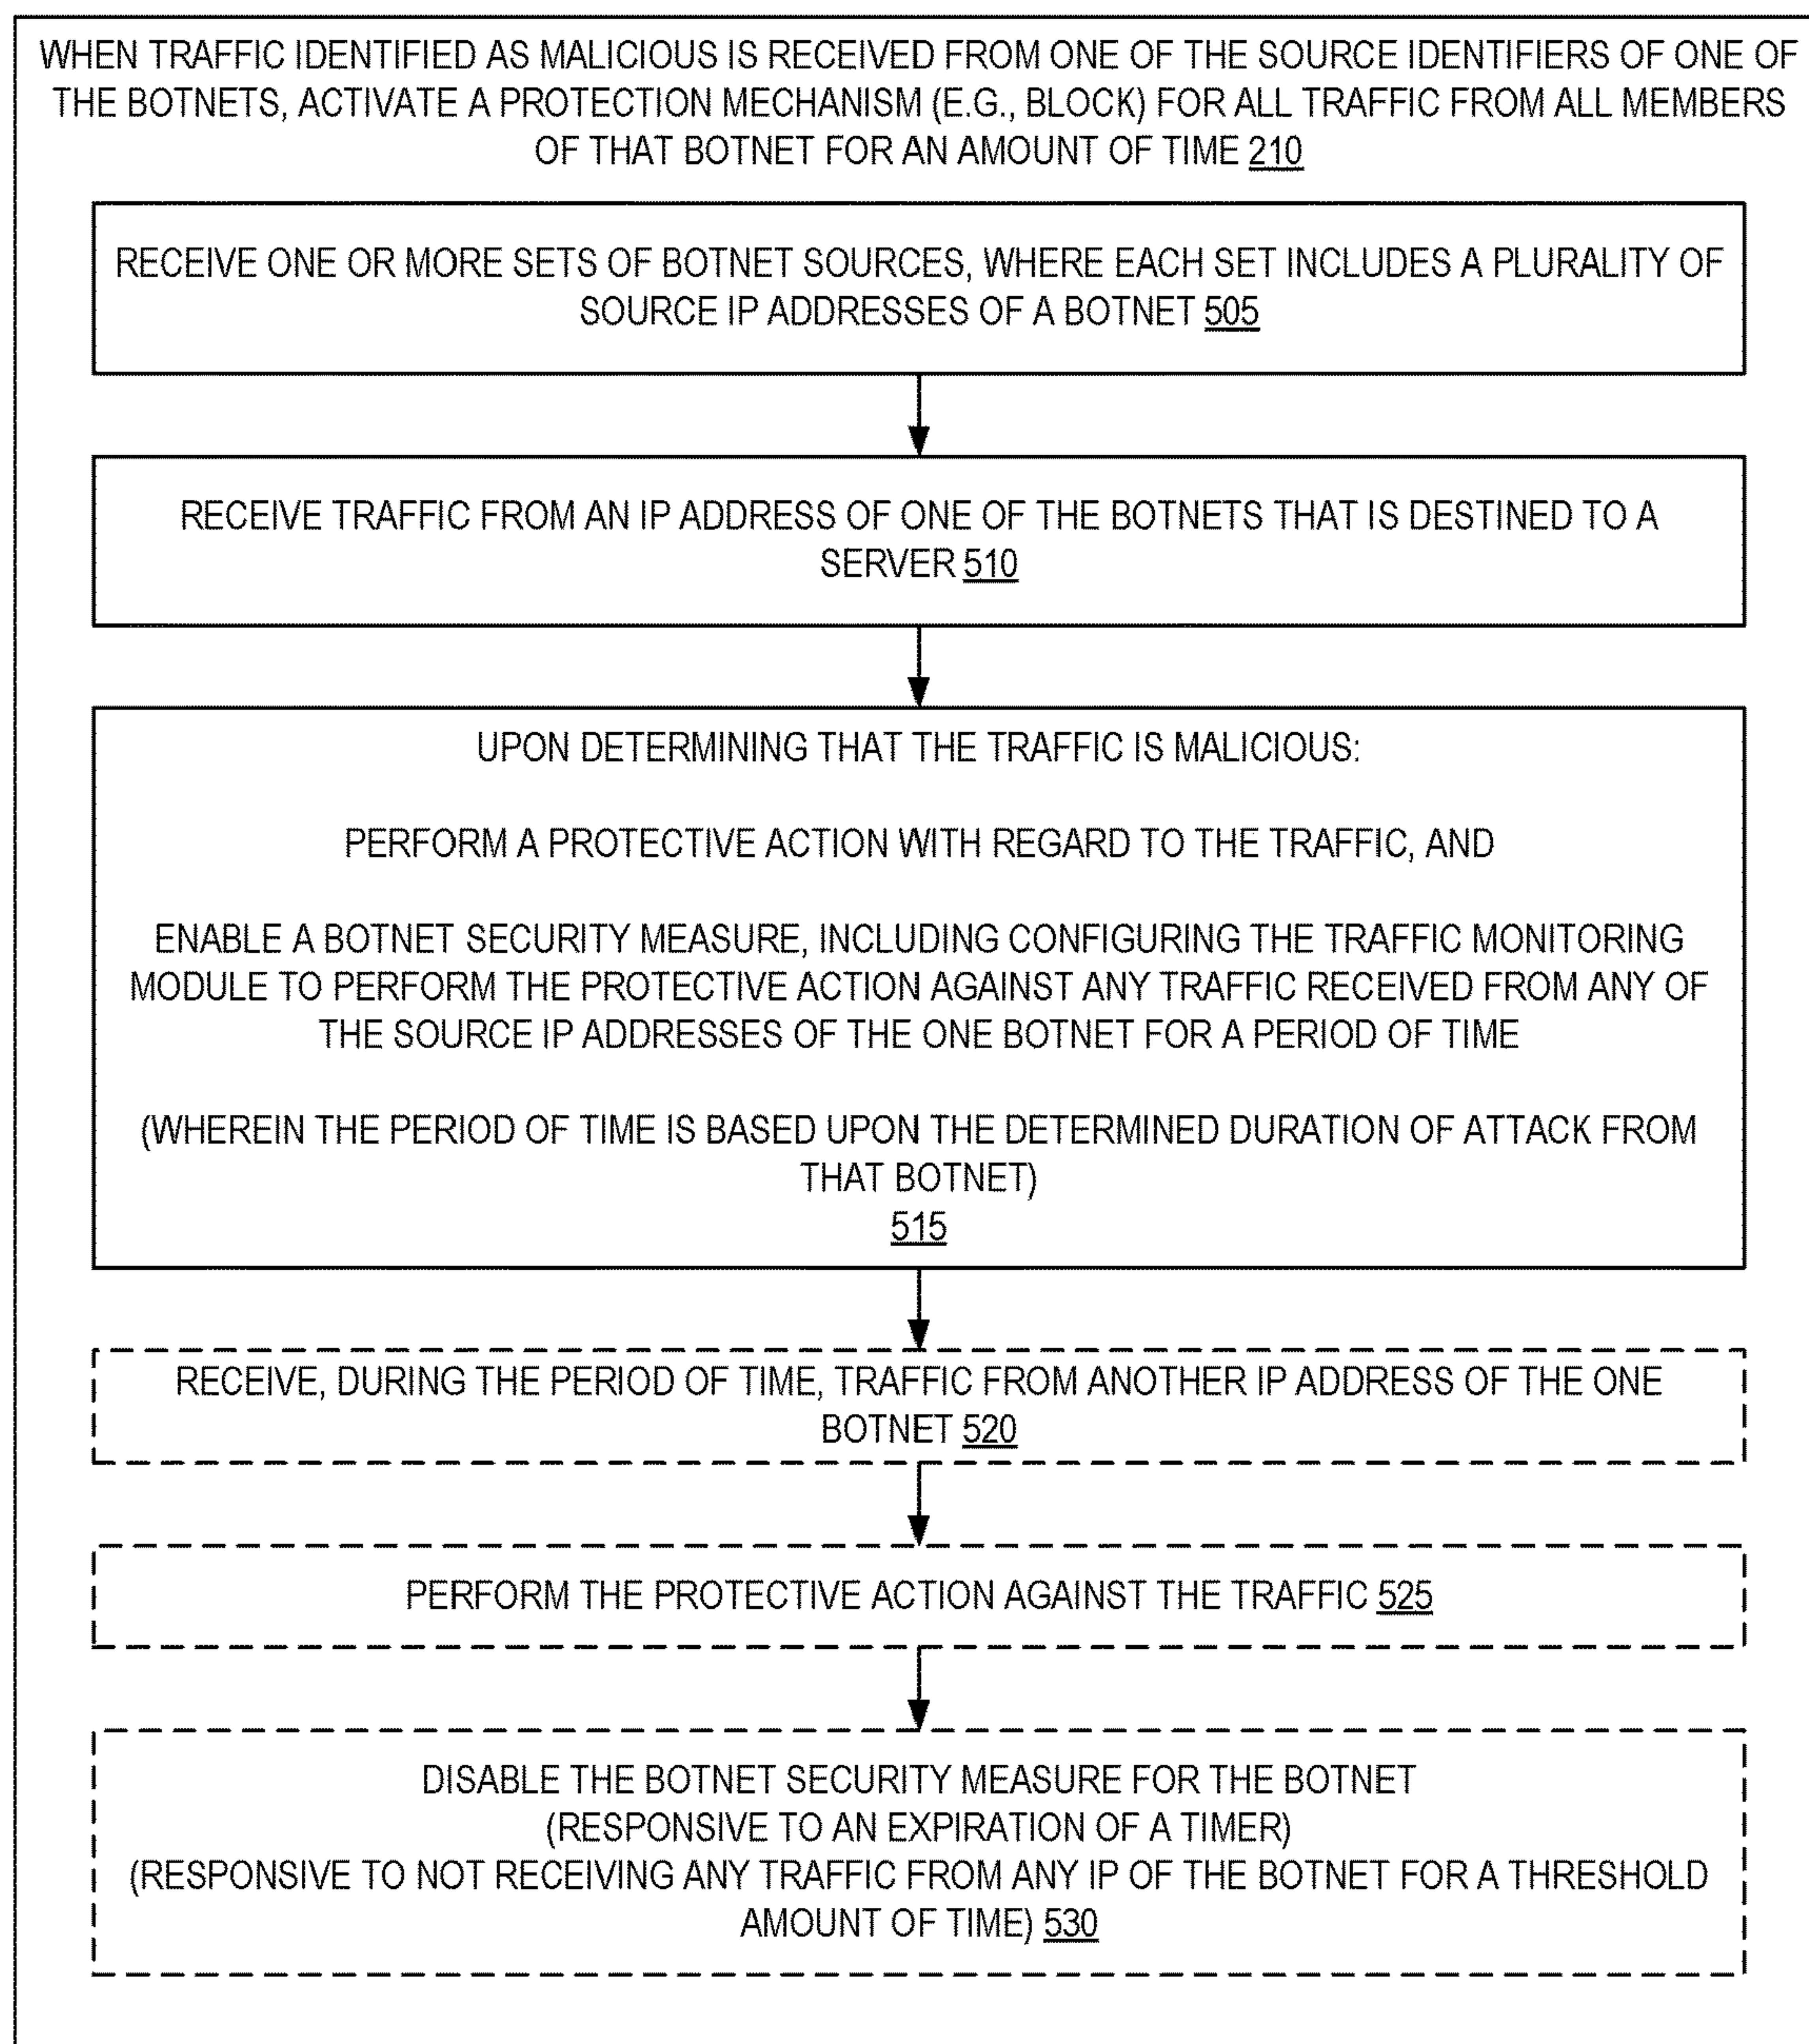 WHEN TRAFFIC IDENTIFIED AS MALICIOUS IS RECEIVED FROM ONE OF THE SOURCE IDENTIFIERS OF ONE OF
THE BOTNETS, ACTIVATE A PROTECTION MECHANISM (E.G., BLOCK) FOR ALL TRAFFIC FROM ALL MEMBERS
OF THAT BOTNET FOR AN AMOUNT OF TIME 210
RECEIVE ONE OR MORE SETS OF BOTNET SOURCES, WHERE EACH SET INCLUDES A PLURALITY OF
SOURCE IP ADDRESSES OF A BOTNET 505
RECEIVE TRAFFIC FROM AN IP ADDRESS OF ONE OF THE BOTNETS THAT IS DESTINED TO A
SERVER 510
UPON DETERMINING THAT THE TRAFFIC IS MALICIOUS:
PERFORM A PROTECTIVE ACTION WITH REGARD TO THE TRAFFIC, AND
ENABLE A BOTNET SECURITY MEASURE, INCLUDING CONFIGURING THE TRAFFIC MONITORING
MODULE TO PERFORM THE PROTECTIVE ACTION AGAINST ANY TRAFFIC RECEIVED FROM ANY OF
THE SOURCE IP ADDRESSES OF THE ONE BOTNET FOR A PERIOD OF TIME
(WHEREIN THE PERIOD OF TIME IS BASED UPON THE DETERMINED DURATION OF ATTACK FROM
THAT BOTNET)
515
RECEIVE, DURING THE PERIOD OF TIME, TRAFFIC FROM ANOTHER IP ADDRESS OF THE ONE
BOTNET 520
PERFORM THE PROTECTIVE ACTION AGAINST THE TRAFFIC 525
DISABLE THE BOTNET SECURITY MEASURE FOR THE BOTNET
(RESPONSIVE TO AN EXPIRATION OF A TIMER)
(RESPONSIVE TO NOT RECEIVING ANY TRAFFIC FROM ANY IP OF THE BOTNET FOR A THRESHOLD
AMOUNT OF TIME) 530